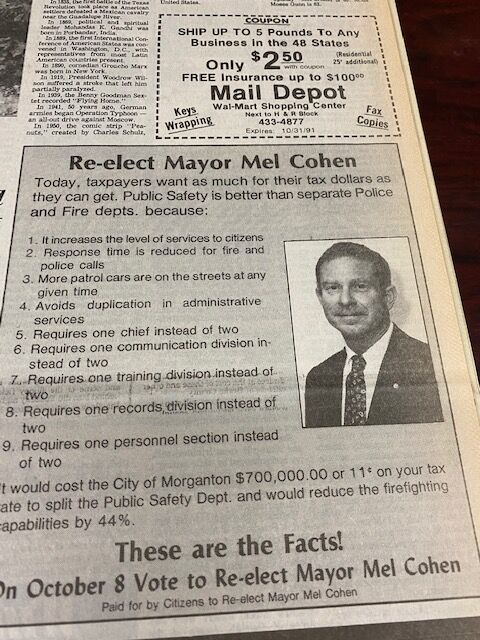 In 1835, the first battle of the Texas
Revolution took place as American
settlers defeated a Mexican cavalry
near the Guadalupe River.
In 1869, political and spiritual
leader Mohandas K. Gandhi was
born in Porbandar, India.
In 1889, the first International Con-
ference of American States was con-
vened in Washington, D.C., with
representatives from most Latin
American countries present.
In 1890, comedian Groucho Marx
was born in New York.
In 1919, President Woodrow Wil-
son suffered a stroke that left him
partially paralyzed.
In 1939, the Benny Goodman Sex-
tet recorded "Flying Home."
In 1941, 50 years ago, German
armies began Operation Typhoon —
an all-out drive against Moscow.
In 1950, the comic strip "Pea-
nuts," created by Charles Schulz,
United States.
Moses Gunn is 62.
COUPON
SHIP UP TO 5 Pounds To Any
Business in the 48 States
Only $2.50 with coupon (Residential
25¢ additional)
FREE Insurance up to $100⁰⁰
Mail Depot
Wal-Mart Shopping Center
Next to H & R Block
433-4877
Keys
Wrapping
Fax
Copies
Expires: 10/31/91
Re-elect Mayor Mel Cohen
Today, taxpayers want as much for their tax dollars as
they can get. Public Safety is better than separate Police
and Fire depts. because:
1. It increases the level of services to citizens
2. Response time is reduced for fire and
police calls
3. More patrol cars are on the streets at any
given time
4. Avoids duplication in administrative
services
5. Requires one chief instead of two
6. Requires one communication division in-
stead of two
7. Requires one training division instead of
two
8. Requires one records division instead of
two
9. Requires one personnel section instead
of two
It would cost the City of Morganton $700,000.00 or 11¢ on your tax
rate to split the Public Safety Dept. and would reduce the firefighting
capabilities by 44%.
These are the Facts!
On October 8 Vote to Re-elect Mayor Mel Cohen
Paid for by Citizens to Re-elect Mayor Mel Cohen